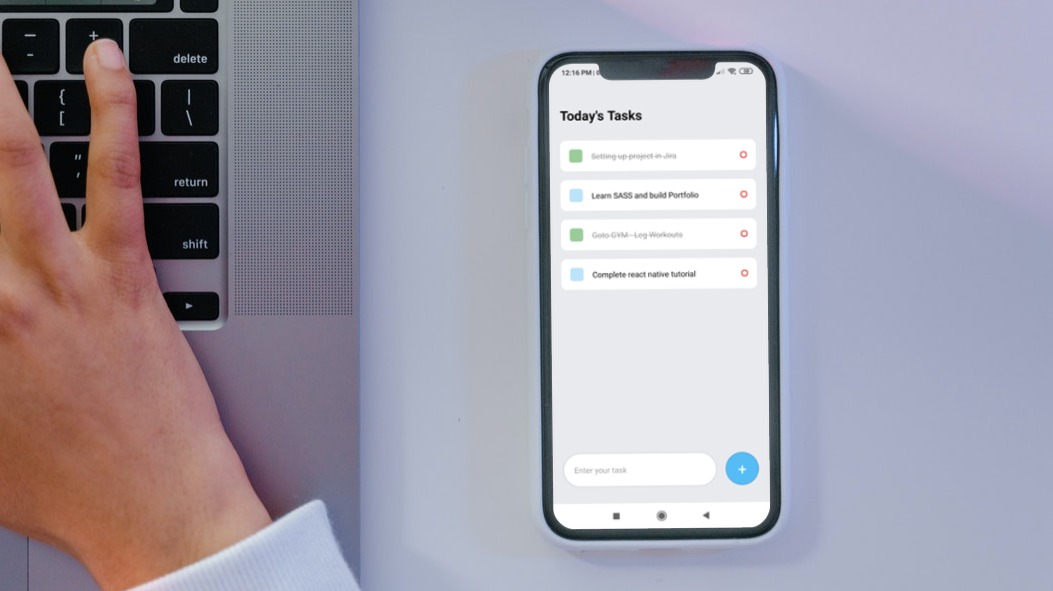 +
delete
{
[
|
\
"
'
return
shift
12:16 PM
Today's Tasks
Setting up project in Jira
Learn SASS and build Portfolio
Goto GYM - Leg Workouts
Complete react native tutorial
Enter your task
+